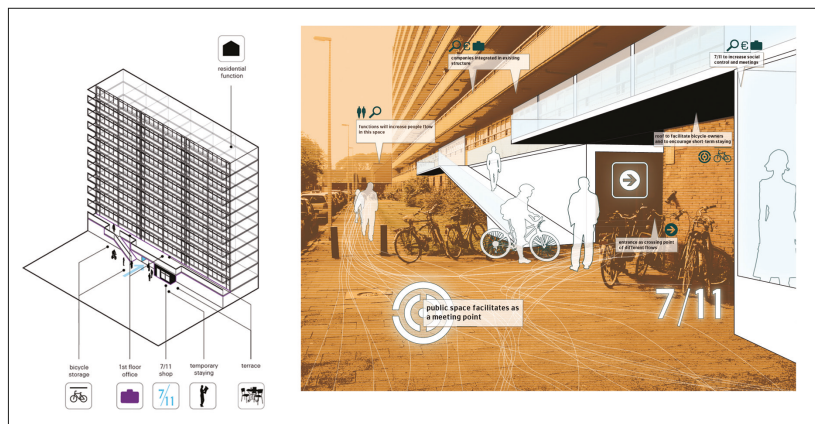 residential
function
bicycle
storage
1st floor
office
7/11
shop
temporary
staying
terrace
7/11
companies integrated in existing
structure
7/11 to increase social
control and meetings
functions will increase people flow
in this space
roof to facilitate bicycle-owners
and to encourage short-term staying
entrance as crossing point
of different flows
public space facilitates as
a meeting point
7/11